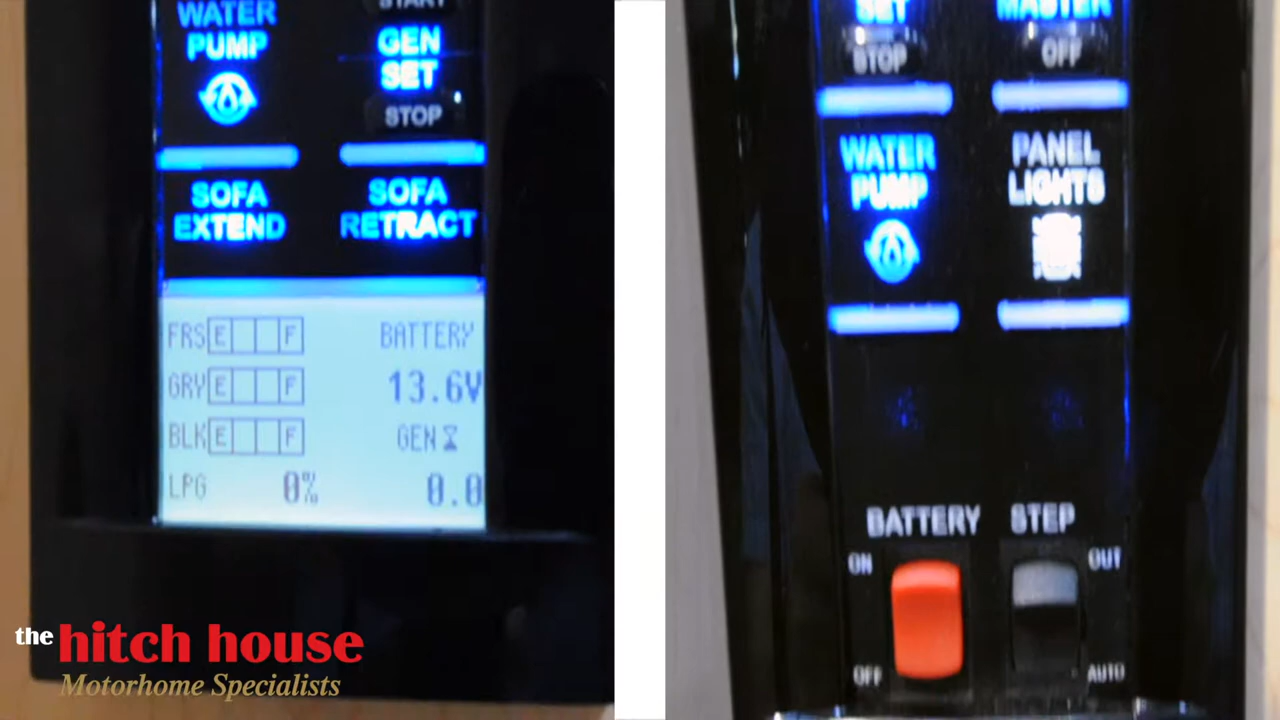 WATER
PUMP
START
GEN
SET
STOP
SOFA
EXTEND
SOFA
RETRACT
FRS E F
BATTERY
GRY E F
13.6V
BLK E F
GEN
LPG 0%
0.0
the hitch house
Motorhome Specialists
SET
STOP
MASTER
OFF
WATER
PUMP
PANEL
LIGHTS
BATTERY
STEP
ON
OUT
OFF
AUTO